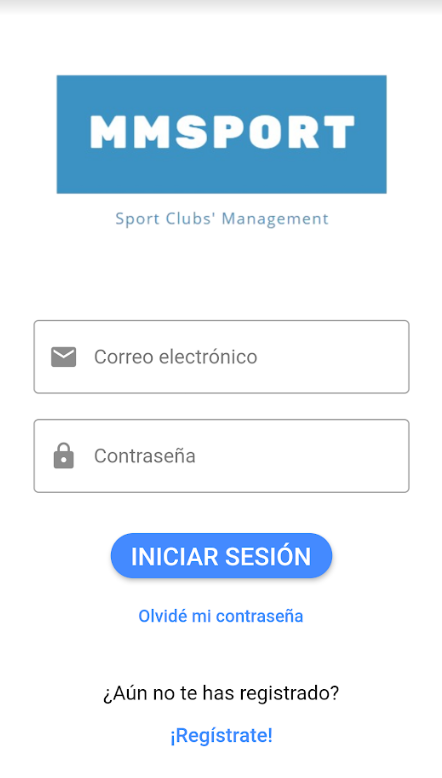 MMSPORT
Sport Clubs' Management
Correo electrónico
Contraseña
INICIAR SESIÓN
Olvidé mi contraseña
¿Aún no te has registrado?
¡Regístrate!